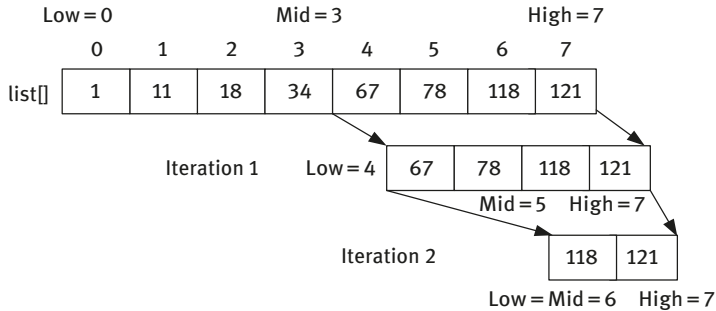 Low = 0 Mid = 3 High = 7
0 1 2 3 4 5 6 7
list[] 1 11 18 34 67 78 118 121
Iteration 1 Low = 4 67 78 118 121
Mid = 5 High = 7
Iteration 2 118 121
Low = Mid = 6 High = 7